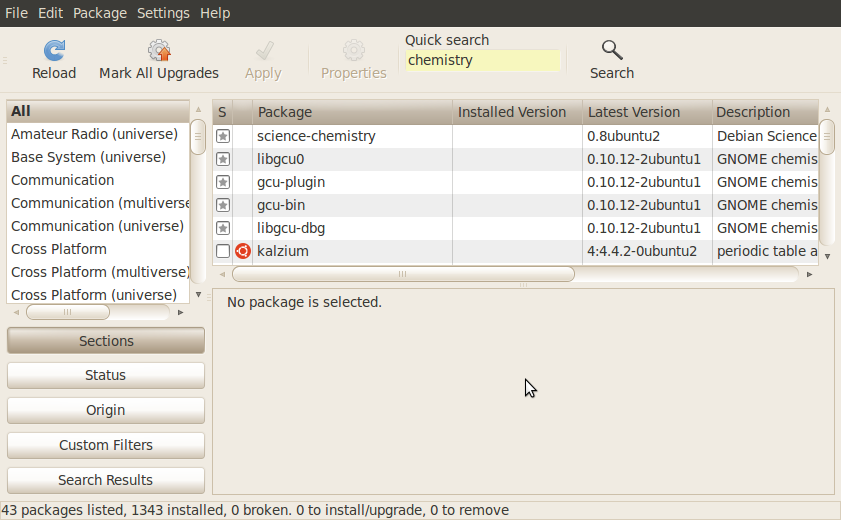 File Edit Package Settings Help
Quick search
Reload Mark All Upgrades Apply Properties chemistry Search
All
Amateur Radio (universe)
Base System (universe)
Communication
Communication (multiverse
Communication (universe)
Cross Platform
Cross Platform (multiverse)
Cross Platform (universe)
S Package Installed Version Latest Version Description
science-chemistry 0.8ubuntu2 Debian Science
libgcu0 0.10.12-2ubuntu1 GNOME chemis
gcu-plugin 0.10.12-2ubuntu1 GNOME chemis
gcu-bin 0.10.12-2ubuntu1 GNOME chemis
libgcu-dbg 0.10.12-2ubuntu1 GNOME chemis
kalzium 4:4.4.2-0ubuntu2 periodic table a
No package is selected.
Sections
Status
Origin
Custom Filters
Search Results
43 packages listed, 1343 installed, 0 broken. 0 to install/upgrade, 0 to remove